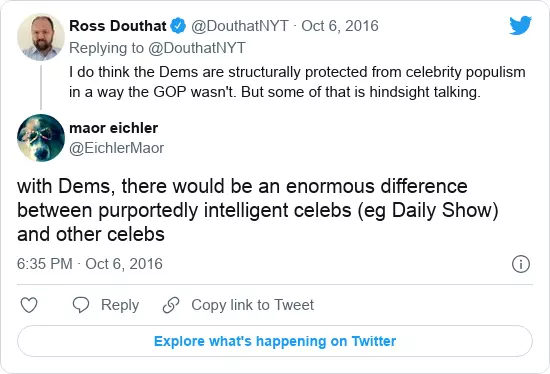 Ross Douthat @DouthatNYT · Oct 6, 2016
Replying to @DouthatNYT
I do think the Dems are structurally protected from celebrity populism
in a way the GOP wasn't. But some of that is hindsight talking.
maor eichler
@EichlerMaor
with Dems, there would be an enormous difference
between purportedly intelligent celebs (eg Daily Show)
and other celebs
6:35 PM · Oct 6, 2016
Reply Copy link to Tweet
Explore what's happening on Twitter